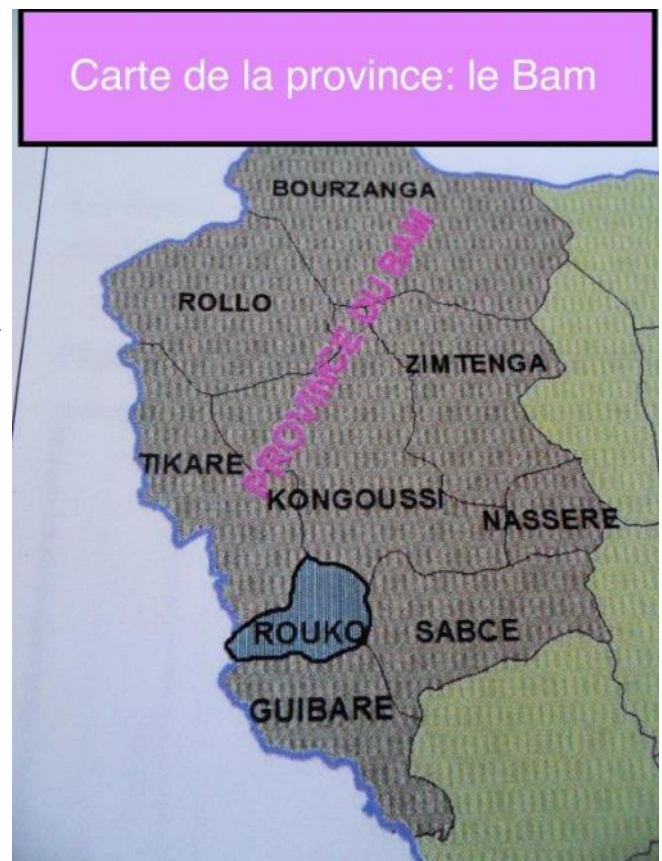 Carte de la province: le Bam
BOURZANGA
PROVINCE DU BAM
ROLLO
ZIMTENGA
TIKARE
KONGOUSSI
NASSERE
ROUKO
SABCE
GUIBARE